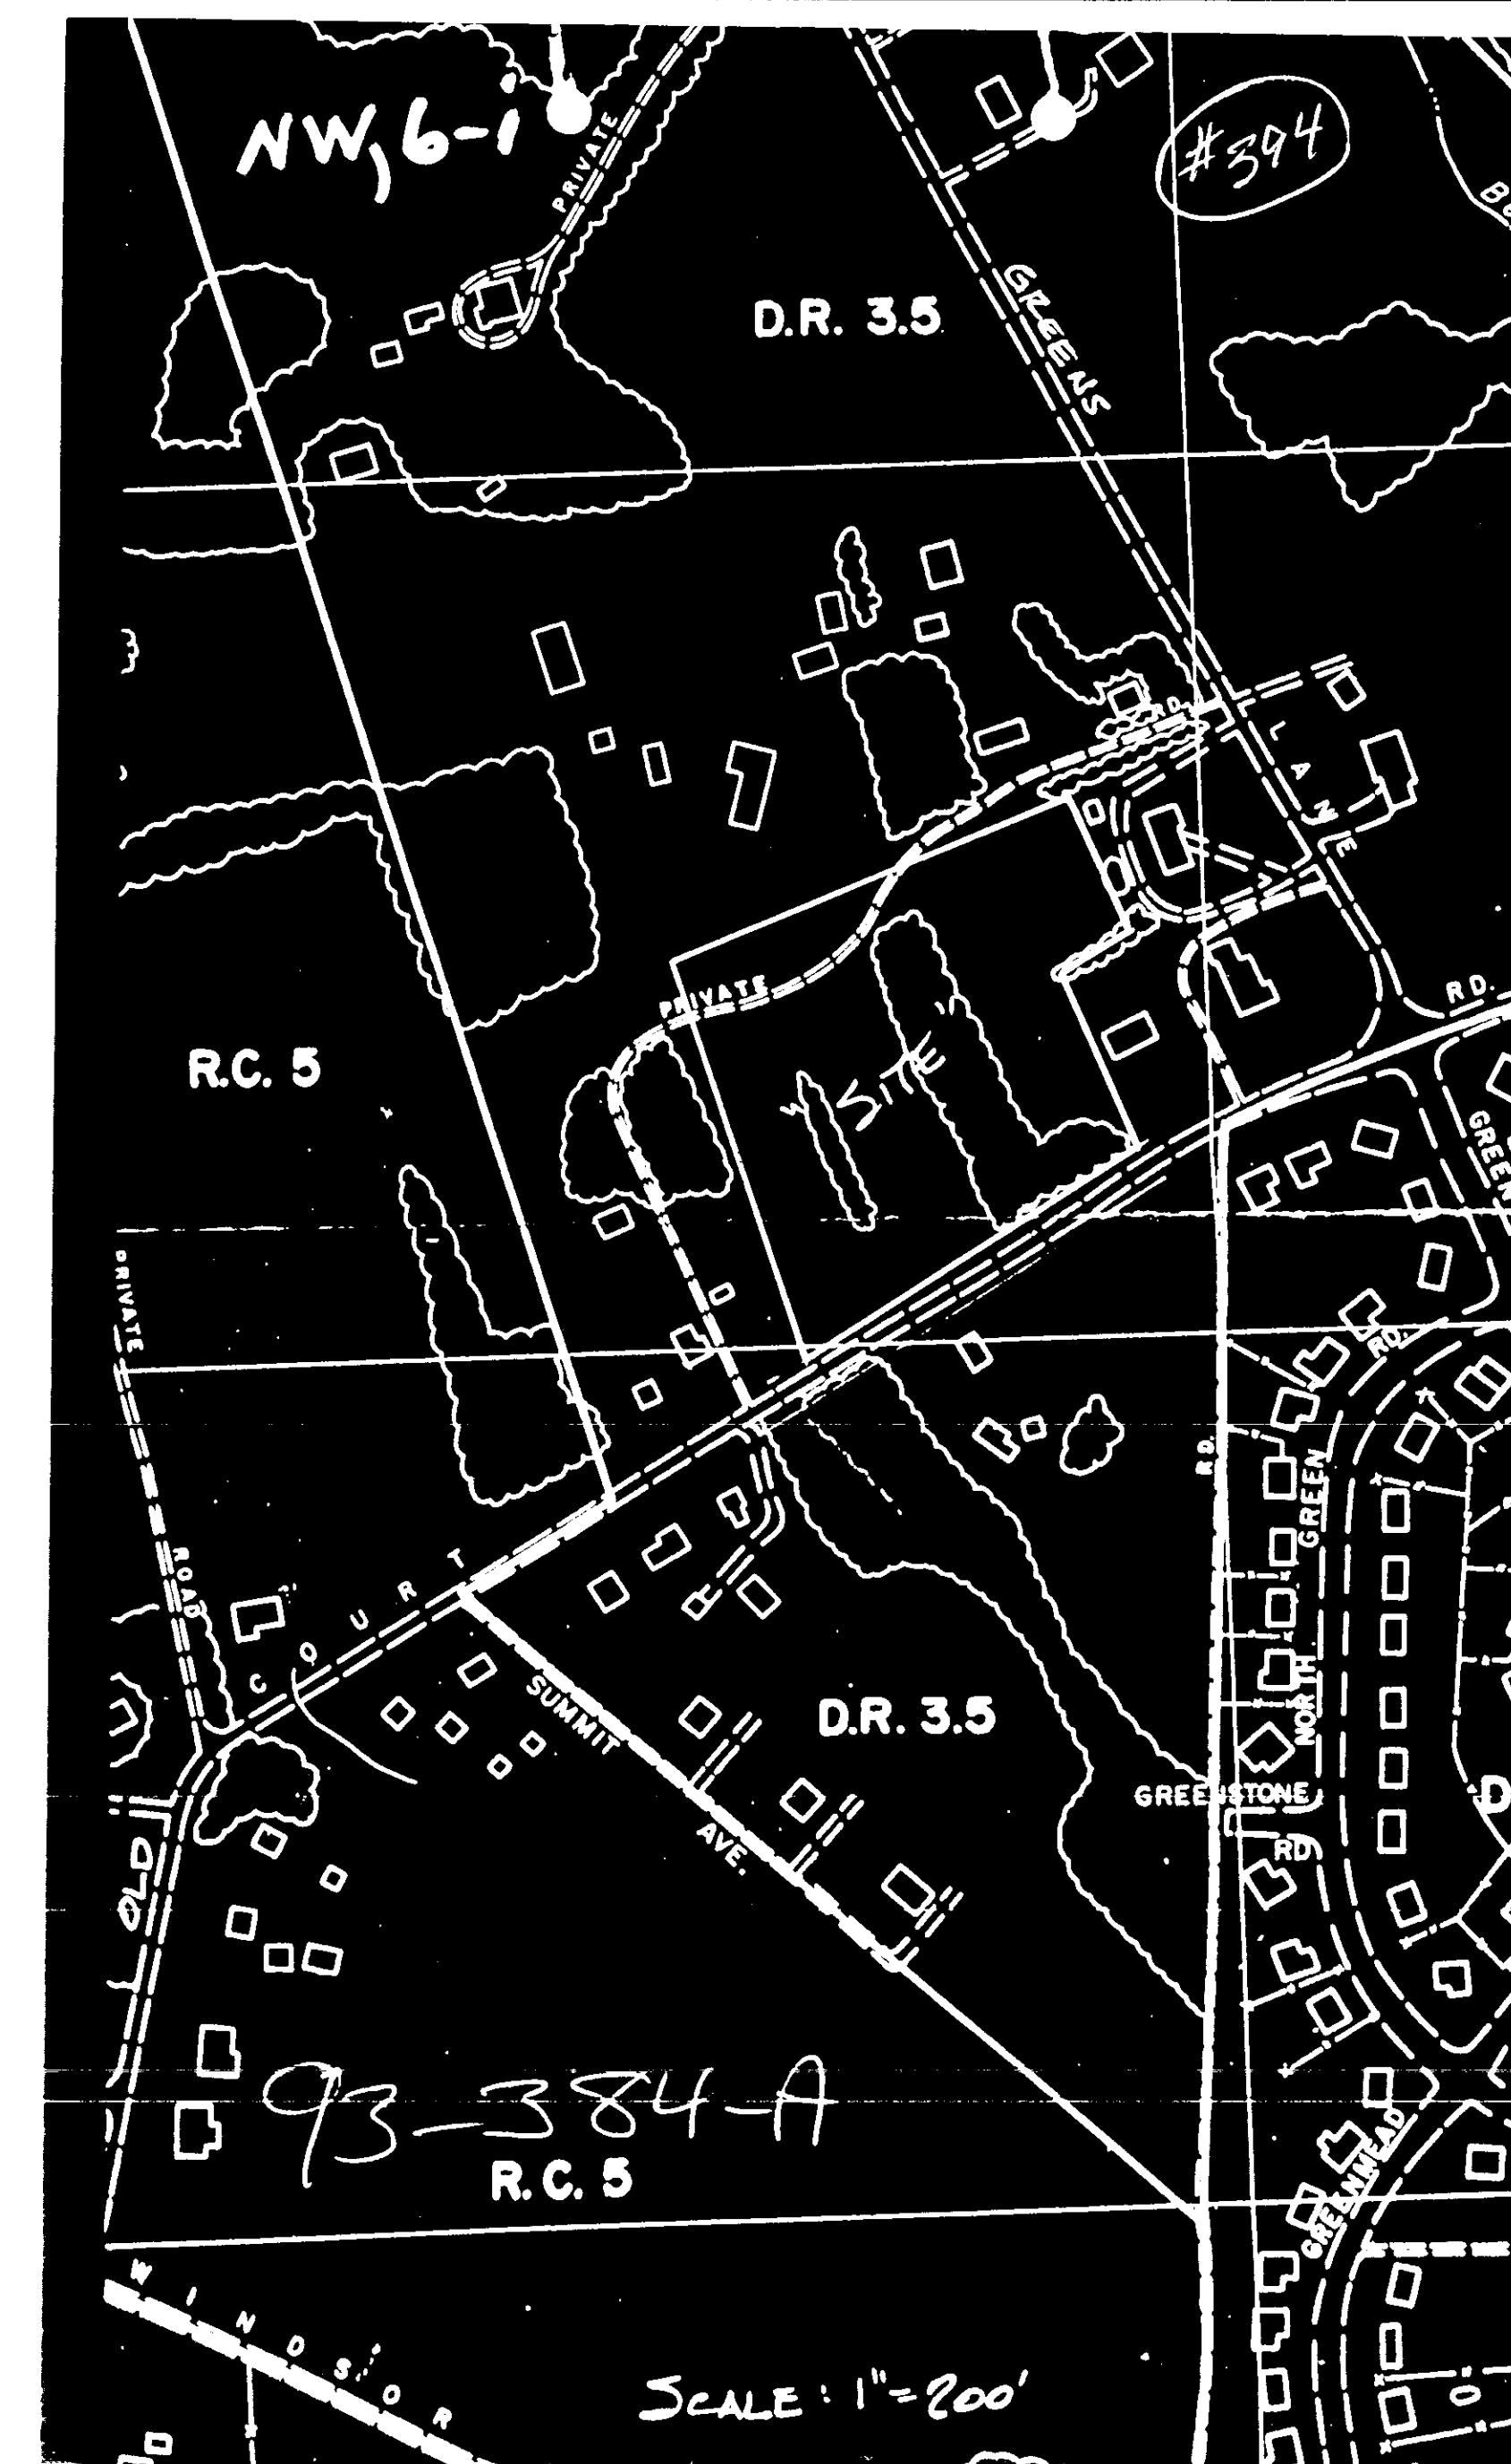 NW, 6-i
PRIVATE
#394
D.R. 3.5
GREENS
LANE
RD.
PRIVATE
RD.
R.C. 5
SITE
GREEN
PRIVATE
ROAD
COURT
RD.
RD.
GREEN
NORTH
SUMMIT
AVE.
D.R. 3.5
GREENSTONE
RD
D
OLD
93-384-A
R.C. 5
GREENMEAD
WINDSOR
SCALE: 1"=200'